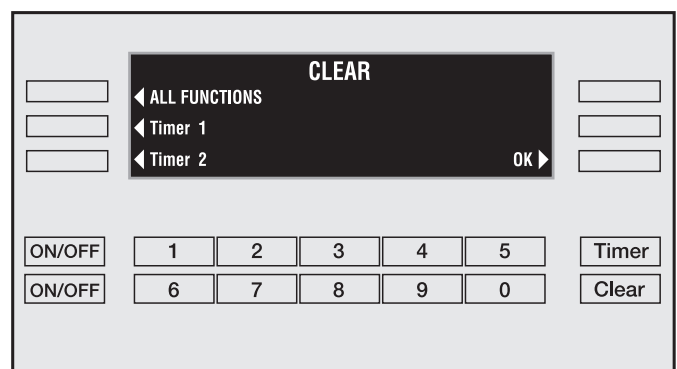 CLEAR
ALL FUNCTIONS
Timer 1
Timer 2 OK
ON/OFF 1 2 3 4 5 Timer
ON/OFF 6 7 8 9 0 Clear